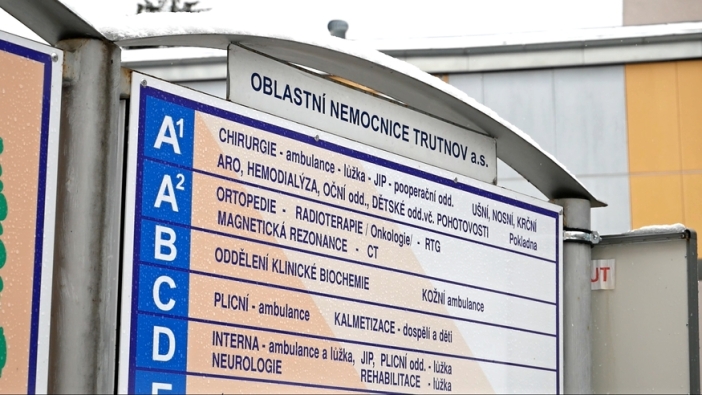 OBLASTNÍ NEMOCNICE TRUTNOV a.s.
A1 CHIRURGIE - ambulance - lůžka - JIP - pooperační odd. UŠNÍ, NOSNÍ, KRČNÍ
ARO, HEMODIALÝZA, OČNÍ odd., DĚTSKÉ odd.vč. POHOTOVOSTI Pokladna
A2 ORTOPEDIE - RADIOTERAPIE /Onkologie/ - RTG
MAGNETICKÁ REZONANCE - CT
B ODDĚLENÍ KLINICKÉ BIOCHEMIE KOŽNÍ ambulance
C PLICNÍ - ambulance KALMETIZACE - dospělí a děti
D INTERNA - ambulance a lůžka, JIP, PLICNÍ odd. - lůžka
NEUROLOGIE REHABILITACE - lůžka
UT